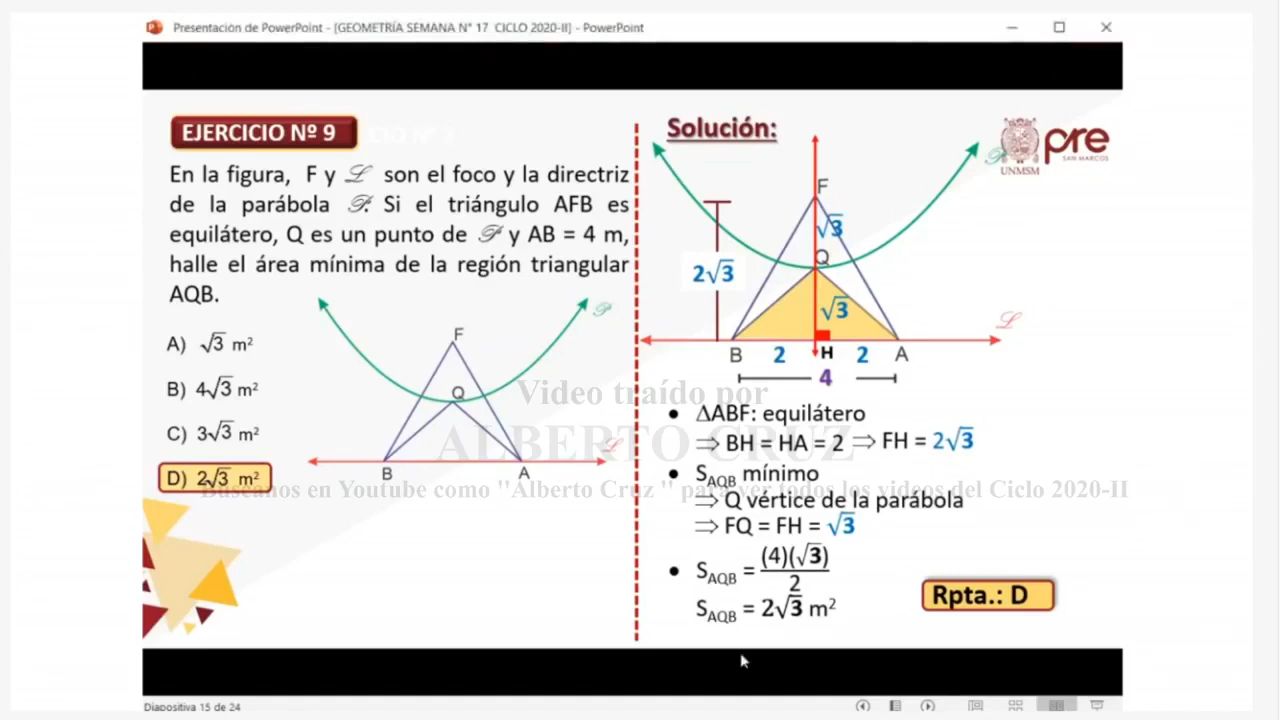 Presentación de PowerPoint - [GEOMETRÍA SEMANA N° 17 CICLO 2020-II] - PowerPoint
EJERCICIO Nº 9
En la figura, F y ℒ son el foco y la directriz
de la parábola 𝒫. Si el triángulo AFB es
equilátero, Q es un punto de 𝒫 y AB = 4 m,
halle el área mínima de la región triangular
AQB.
A) √3 m²
B) 4√3 m²
C) 3√3 m²
D) 2√3 m²
𝒫
F
Q
ℒ
B
A
Solución:
pre
SAN MARCOS
UNMSM
𝒫
F
√3
Q
2√3
√3
ℒ
B
2
H
2
A
4
• ΔABF: equilátero
⇒ BH = HA = 2 ⇒ FH = 2√3
• S_AQB mínimo
⇒ Q vértice de la parábola
⇒ FQ = FH = √3
• S_AQB = (4)(√3)/2
S_AQB = 2√3 m²
Rpta.: D
Video traído por
ALBERTO CRUZ
Buscanos en Youtube como "Alberto Cruz " para ver todos los videos del Ciclo 2020-II
Diapositiva 15 de 24